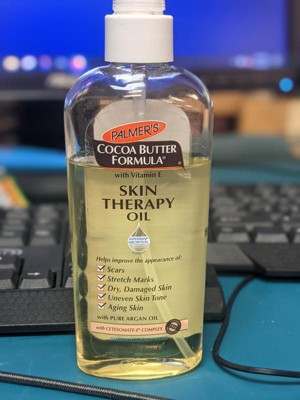 PALMER'S
COCOA BUTTER
FORMULA®
with Vitamin E
SKIN
THERAPY
OIL
Helps improve the appearance of:
Scars
Stretch Marks
Dry, Damaged Skin
Uneven Skin Tone
Aging Skin
with PURE ARGAN OIL
with CETESOMATE-E® COMPLEX